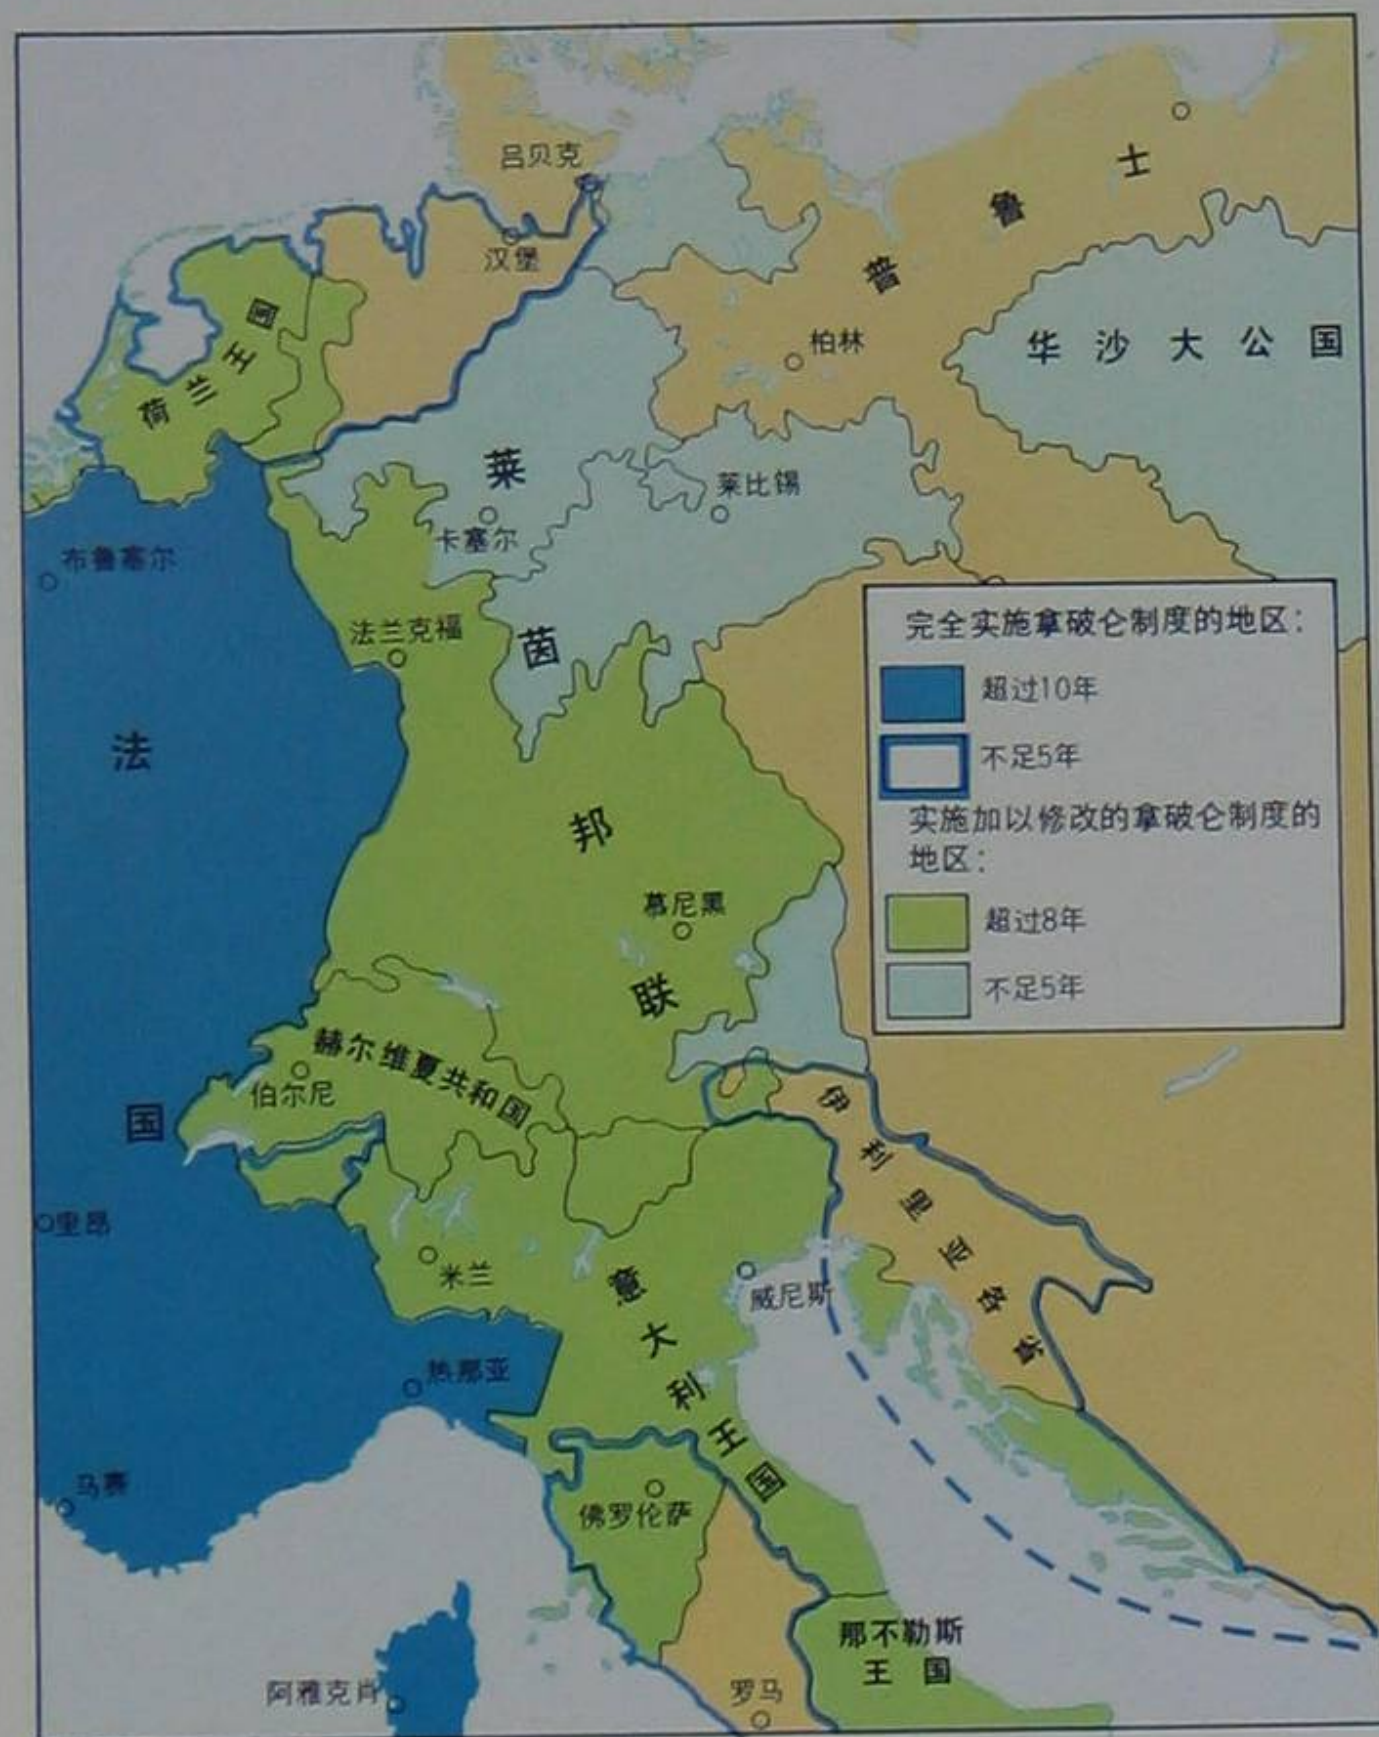 吕贝克
汉堡
普鲁士
柏林
华沙大公国
荷兰王国
莱茵邦联
莱比锡
卡塞尔
布鲁塞尔
法兰克福
法国
慕尼黑
赫尔维夏共和国
伯尔尼
里昂
米兰
威尼斯
伊利里亚各省
意大利王国
热那亚
马赛
佛罗伦萨
那不勒斯
王国
阿雅克肖
罗马
完全实施拿破仑制度的地区：
超过10年
不足5年
实施加以修改的拿破仑制度的
地区：
超过8年
不足5年